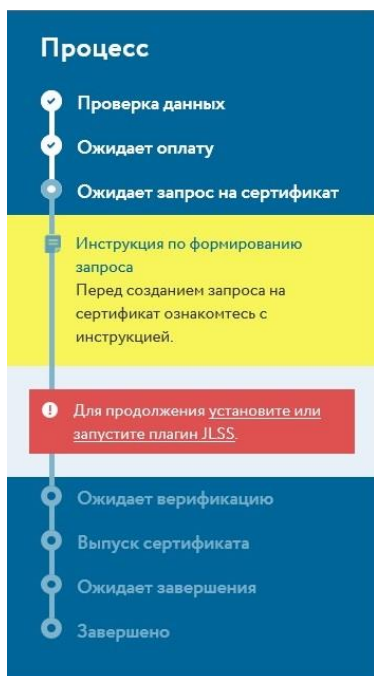 Процесс
Проверка данных
Ожидает оплату
Ожидает запрос на сертификат
Инструкция по формированию
запроса
Перед созданием запроса на
сертификат ознакомтесь с
инструкцией.
Для продолжения установите или
запустите плагин JLSS.
Ожидает верификацию
Выпуск сертификата
Ожидает завершения
Завершено